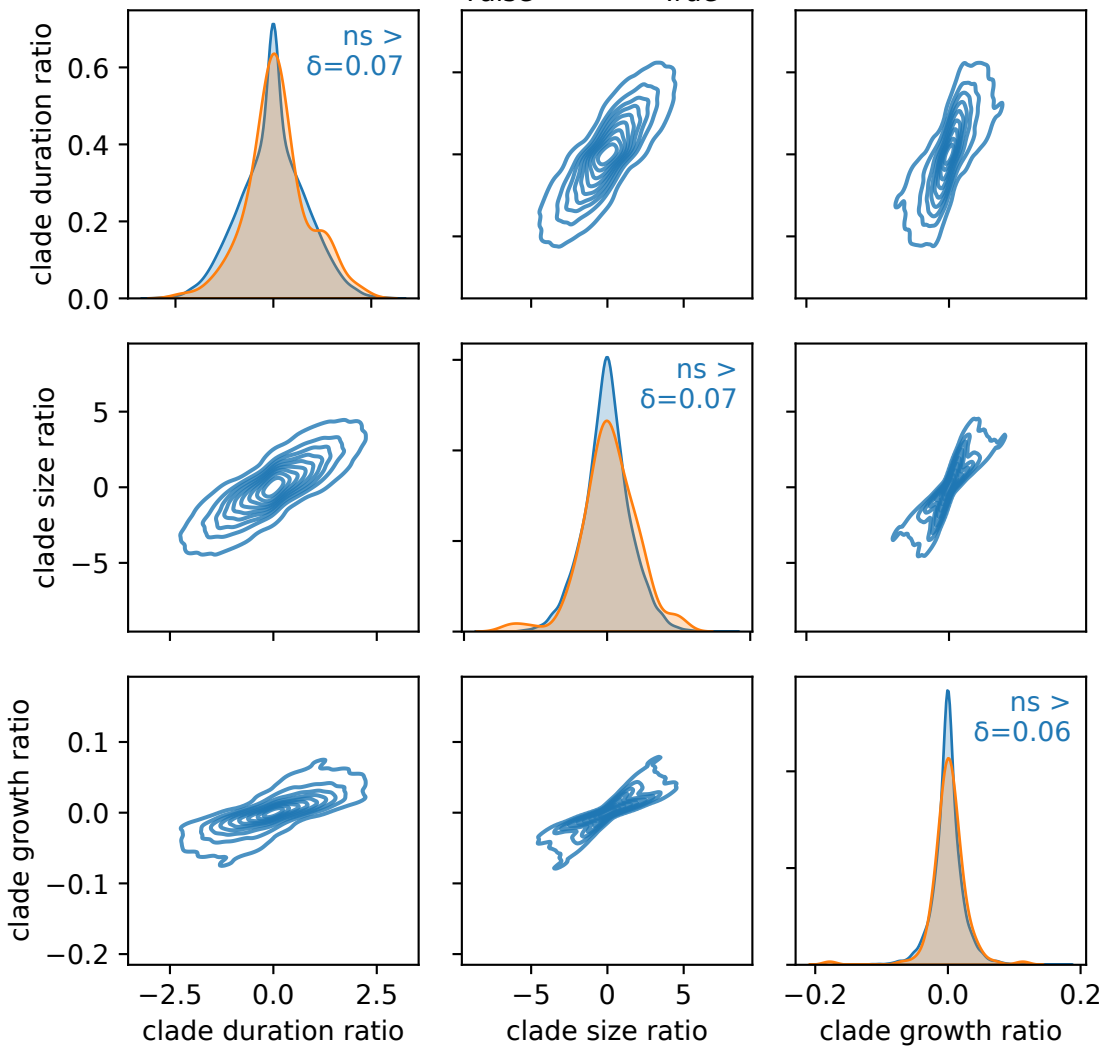 True
clade duration ratio
0.6
0.4
0.2
0.0
ns >
δ=0.07
clade size ratio
5
0
−5
ns >
δ=0.07
clade growth ratio
0.1
0.0
−0.1
−0.2
ns >
δ=0.06
−2.5
0.0
2.5
−5
0
5
−0.2
0.0
0.2
clade duration ratio
clade size ratio
clade growth ratio